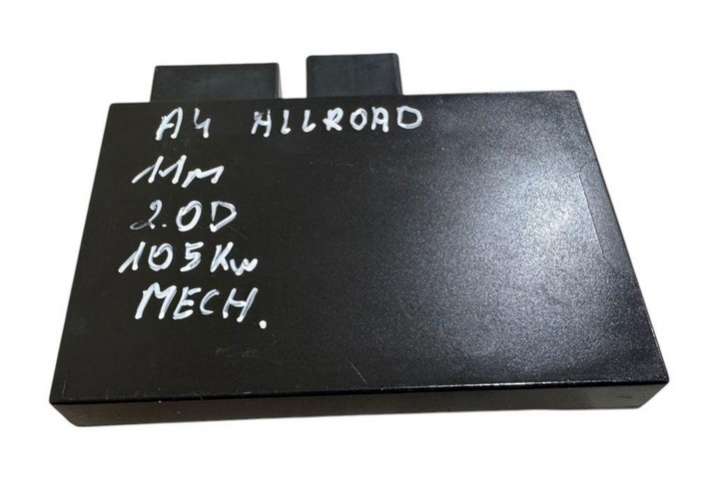 A4 ALLROAD
11m
2.0D
105Kw
MECH.